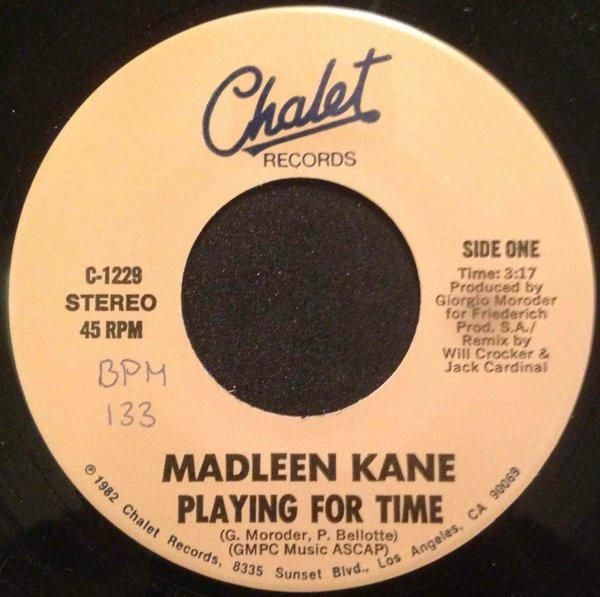 Chalet
RECORDS
C-1229
STEREO
45 RPM
BPM
133
SIDE ONE
Time: 3:17
Produced by
Giorgio Moroder
for Friederich
Prod. S.A./
Remix by
Will Crocker &
Jack Cardinal
MADLEEN KANE
PLAYING FOR TIME
(G. Moroder, P. Bellotte)
(GMPC Music ASCAP)
℗ 1982 Chalet Records, 8335 Sunset Blvd., Los Angeles, CA 90069